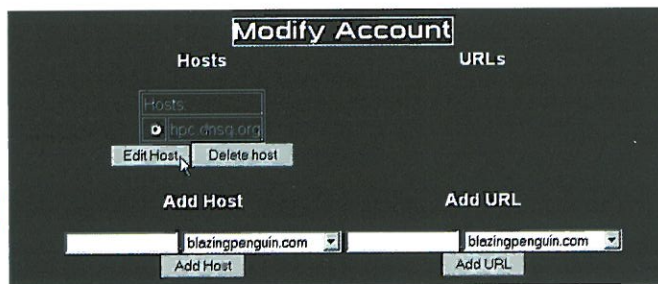 Modify Account
Hosts
URLs
Hosts
hpc.dnsq.org
Edit Host
Delete host
Add Host
Add URL
blazingpenguin.com
blazingpenguin.com
Add Host
Add URL